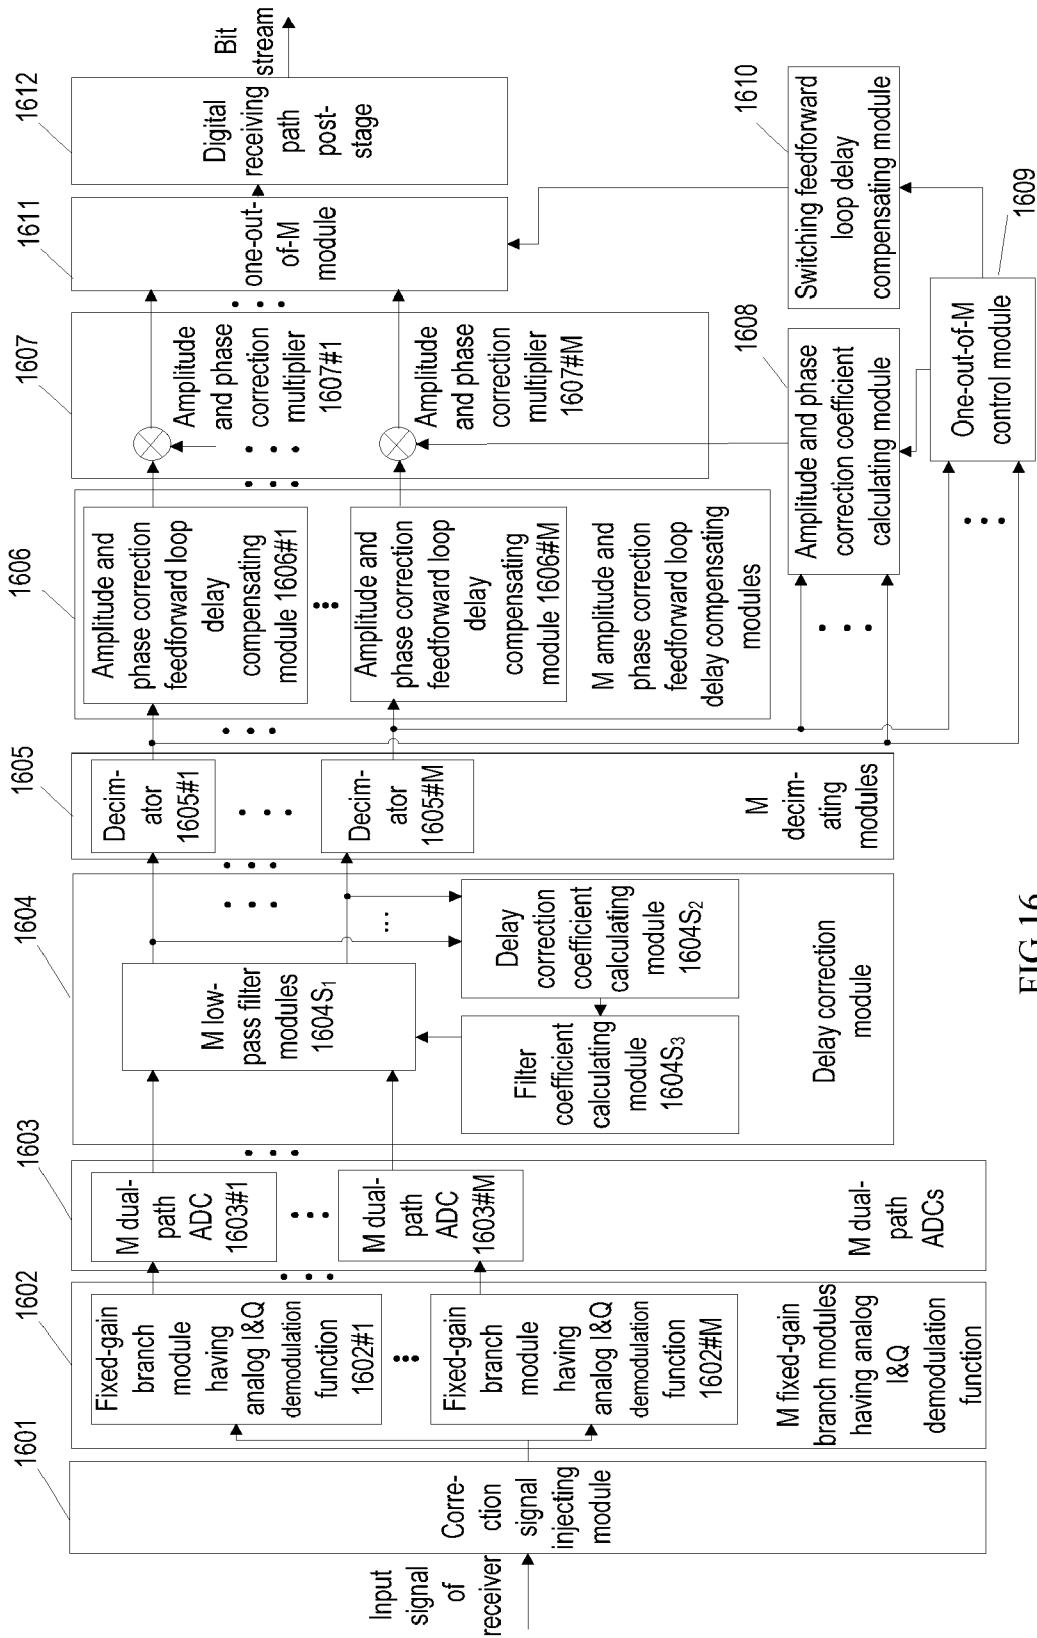 Input
signal
of
receiver
1601
Corre-
ction
signal
injecting
module
1602
Fixed-gain
branch
module
having
analog I&Q
demodulation
function
1602#1
Fixed-gain
branch
module
having
analog I&Q
demodulation
function
1602#M
M fixed-gain
branch modules
having analog
I&Q
demodulation
function
1603
M dual-
path
ADC
1603#1
M dual-
path
ADC
1603#M
M dual-
path
ADCs
1604
M low-
pass filter
modules
1604S1
Delay
correction
coefficient
calculating
module
1604S2
Filter
coefficient
calculating
module
1604S3
Delay correction
module
1605
Decim-
ator
1605#1
Decim-
ator
1605#M
M
decim-
ating
modules
1606
Amplitude and
phase correction
feedforward loop
delay
compensating
module 1606#1
Amplitude and
phase correction
feedforward loop
delay
compensating
module 1606#M
M amplitude and
phase correction
feedforward loop
delay compensating
modules
1607
Amplitude
and phase
correction
multiplier
1607#1
Amplitude
and phase
correction
multiplier
1607#M
1608
Amplitude and phase
correction coefficient
calculating module
1609
One-out-of-M
control module
1610
Switching feedforward
loop delay
compensating module
1611
one-out-
of-M
module
1612
Digital
receiving
path
post-
stage
Bit
stream
FIG.16